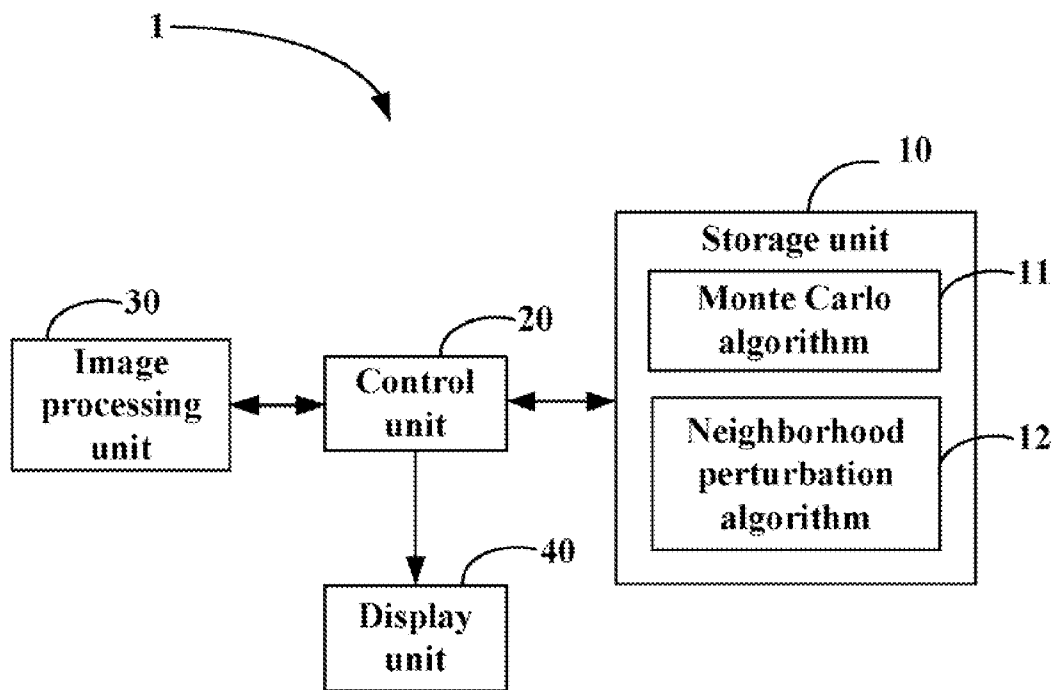 1
10
Storage unit
11
Monte Carlo
algorithm
30
20
Image
processing
unit
Control
unit
12
Neighborhood
perturbation
algorithm
40
Display
unit